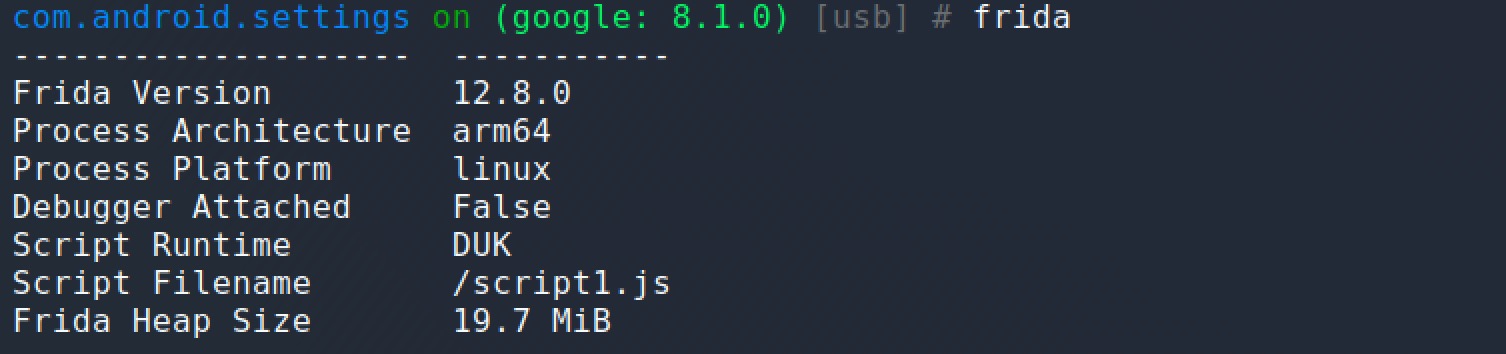 com.android.settings on (google: 8.1.0) [usb] # frida
--------------------  -----------
Frida Version         12.8.0
Process Architecture  arm64
Process Platform      linux
Debugger Attached     False
Script Runtime        DUK
Script Filename       /script1.js
Frida Heap Size       19.7 MiB